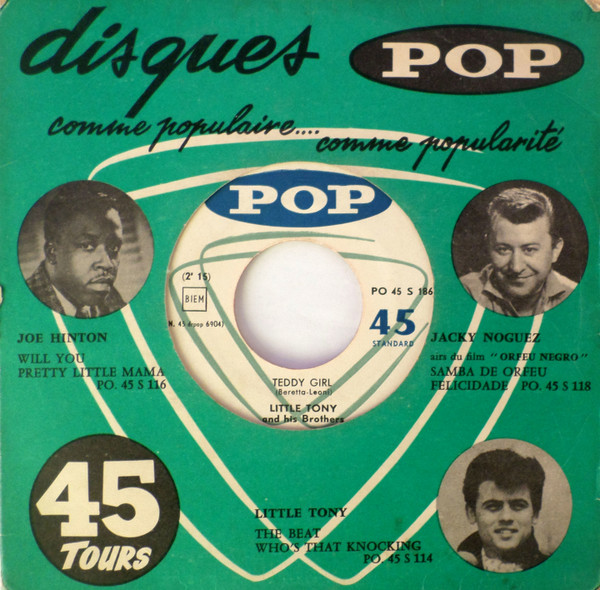 disques POP
comme populaire....
comme popularité
POP
(2' 15)
BIEM
PO 45 S 186
45
STANDARD
TEDDY GIRL
(Beretta-Leoni)
LITTLE TONY
and his Brothers
JOE HINTON
WILL YOU
PRETTY LITTLE MAMA
PO. 45 S 116
JACKY NOGUEZ
airs du film "ORFEU NEGRO"
SAMBA DE ORFEU
FELICIDADE PO. 45 S 118
45
TOURS
LITTLE TONY
THE BEAT
WHO'S THAT KNOCKING
PO. 45 S 114